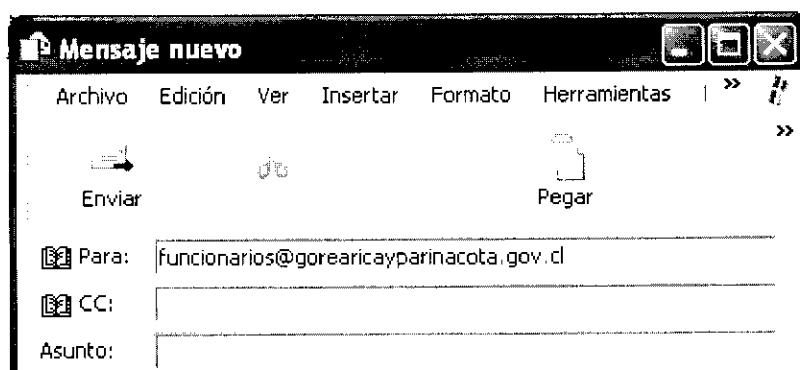 Mensaje nuevo
Archivo Edición Ver Insertar Formato Herramientas »
»
Enviar Pegar
Para: funcionarios@gorearicayparinacota.gov.cl
CC:
Asunto: